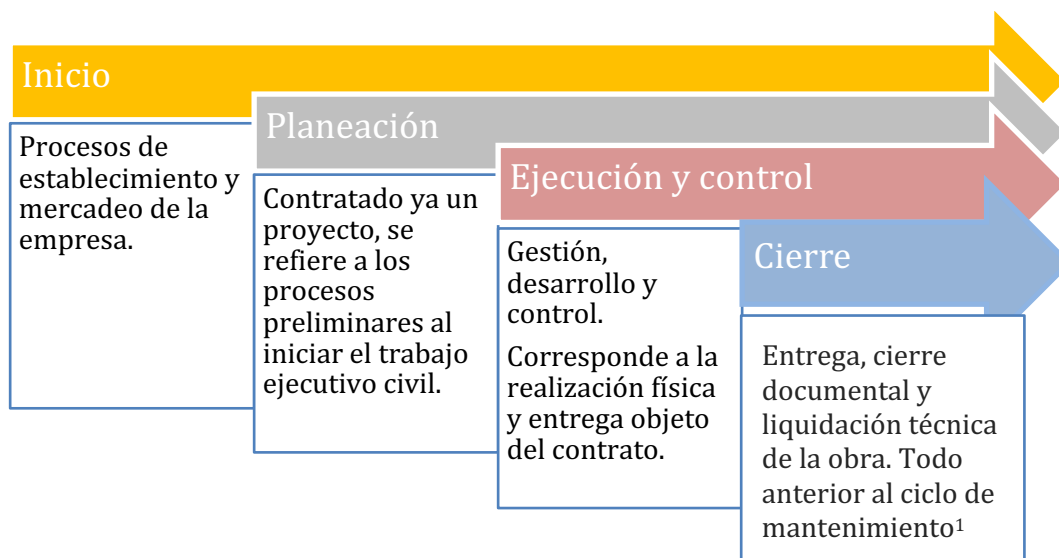 Inicio
Procesos de
establecimiento y
mercadeo de la
empresa.
Planeación
Contratado ya un
proyecto, se
refiere a los
procesos
preliminares al
iniciar el trabajo
ejecutivo civil.
Ejecución y control
Gestión,
desarrollo y
control.
Corresponde a la
realización física
y entrega objeto
del contrato.
Cierre
Entrega, cierre
documental y
liquidación técnica
de la obra. Todo
anterior al ciclo de
mantenimiento¹